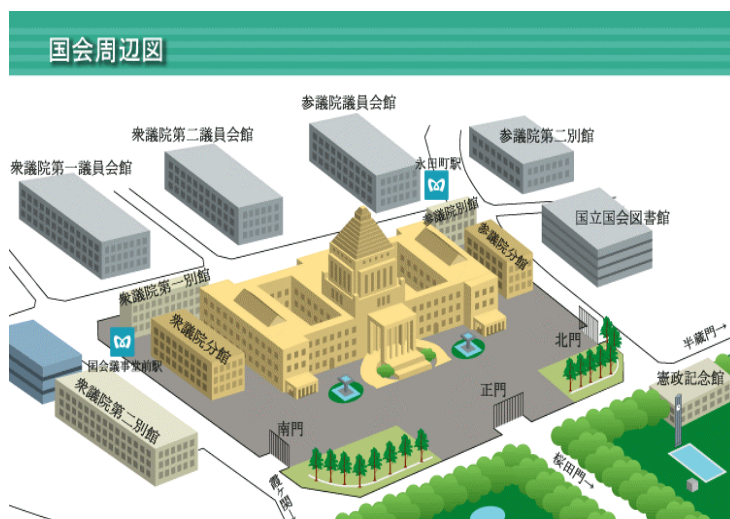 国会周辺図
参議院議員会館
衆議院第二議員会館
参議院第二別館
衆議院第一議員会館
永田町駅
参議院別館
国立国会図書館
参議院分館
衆議院第一別館
衆議院分館
北門
半蔵門→
国会議事堂前駅
憲政記念館
衆議院第二別館
正門
南門
桜田門→
霞ヶ関→